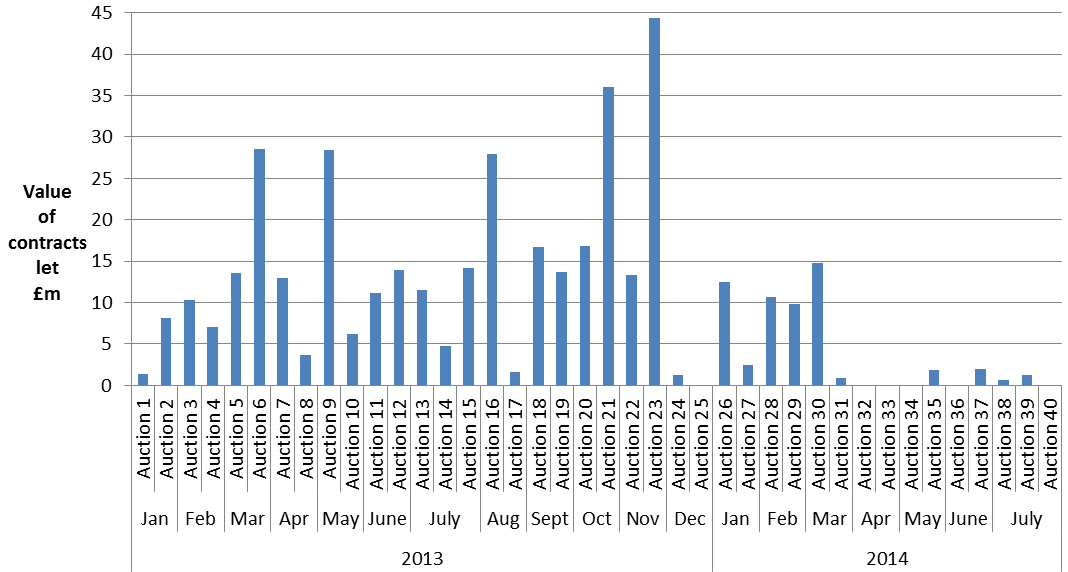 45
40
35
30
25
20
15
10
5
0
Value
of
contracts
let
£m
Auction 1
Auction 2
Auction 3
Auction 4
Auction 5
Auction 6
Auction 7
Auction 8
Auction 9
Auction 10
Auction 11
Auction 12
Auction 13
Auction 14
Auction 15
Auction 16
Auction 17
Auction 18
Auction 19
Auction 20
Auction 21
Auction 22
Auction 23
Auction 24
Auction 25
Auction 26
Auction 27
Auction 28
Auction 29
Auction 30
Auction 31
Auction 32
Auction 33
Auction 34
Auction 35
Auction 36
Auction 37
Auction 38
Auction 39
Auction 40
Jan Feb Mar Apr May June July Aug Sept Oct Nov Dec Jan Feb Mar Apr May June July
2013 2014